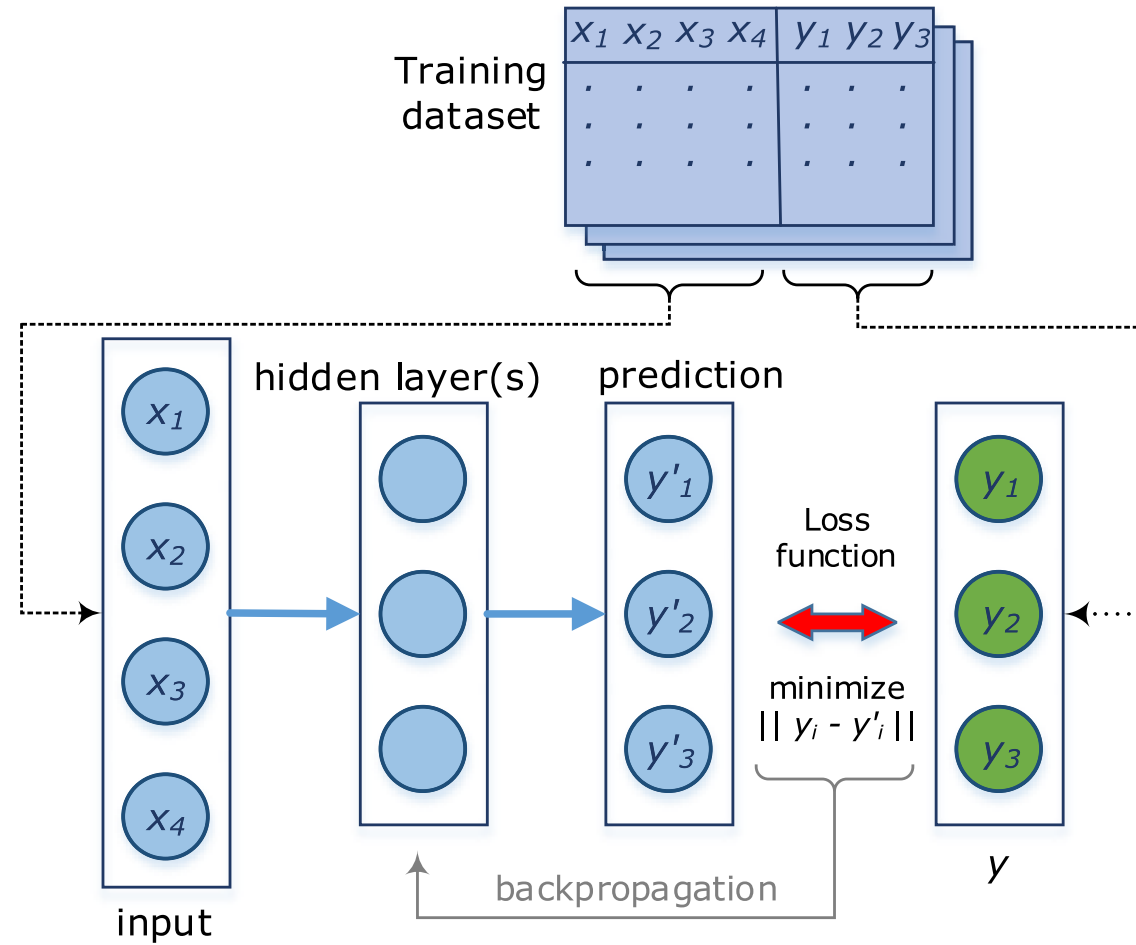 x1 x2 x3 x4 y1 y2 y3
Training
dataset
. . . . . . .
. . . . . . .
. . . . . . .
hidden layer(s)
prediction
x1
x2
x3
x4
input
y'1
y'2
y'3
Loss
function
minimize
|| yi - y'i ||
y1
y2
y3
y
backpropagation